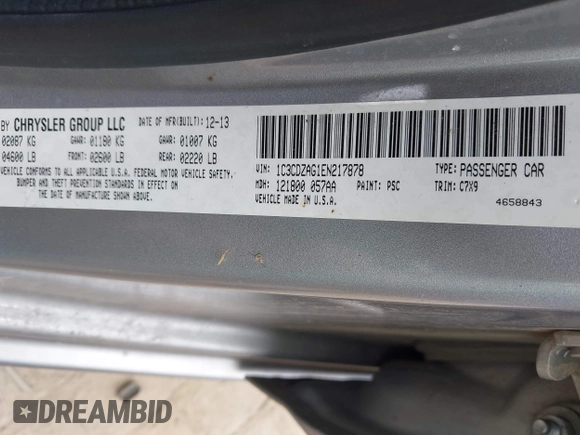 BY CHRYSLER GROUP LLC DATE OF MFR(BUILT): 12-13
02087 KG GAWR: 01180 KG GAWR: 01007 KG
04600 LB FRONT: 02600 LB REAR: 02220 LB
VEHICLE CONFORMS TO ALL APPLICABLE U.S.A. FEDERAL MOTOR VEHICLE SAFETY,
BUMPER AND THEFT PREVENTION STANDARDS IN EFFECT ON
THE DATE OF MANUFACTURE SHOWN ABOVE.
VIN: 1C3CDZAG1EN217878 TYPE: PASSENGER CAR
MDH: 121800 057AA PAINT: PSC TRIM: C7X9
VEHICLE MADE IN U.S.A. 4658843
DREAMBID